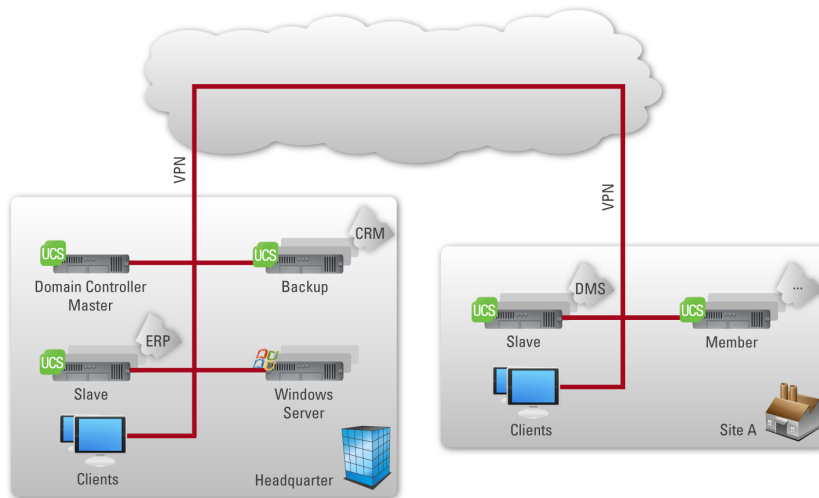 VPN
VPN
CRM
UCS
UCS
Domain Controller
Master
Backup
ERP
UCS
Slave
Windows
Server
Clients
Headquarter
DMS
...
UCS
UCS
Slave
Member
Clients
Site A